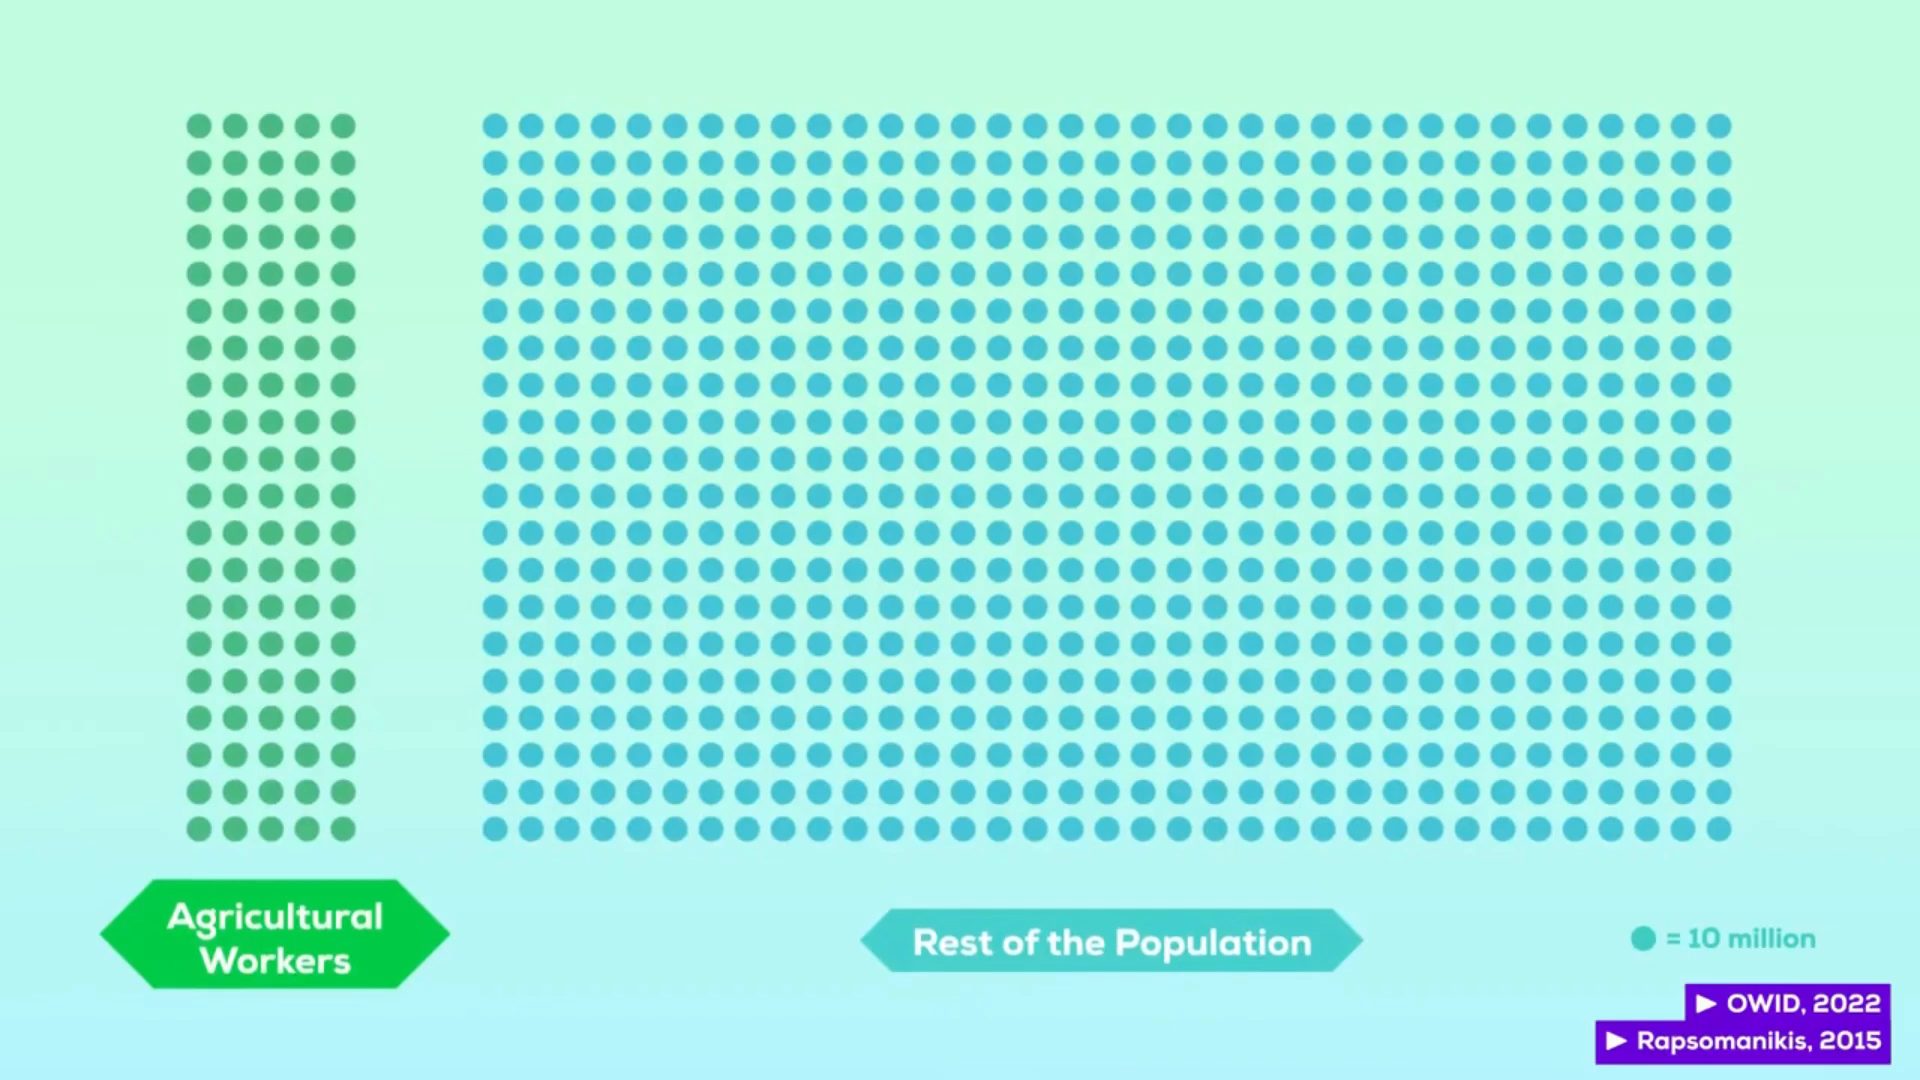 Agricultural
Workers
Rest of the Population
= 10 million
▶ OWID, 2022
▶ Rapsomanikis, 2015